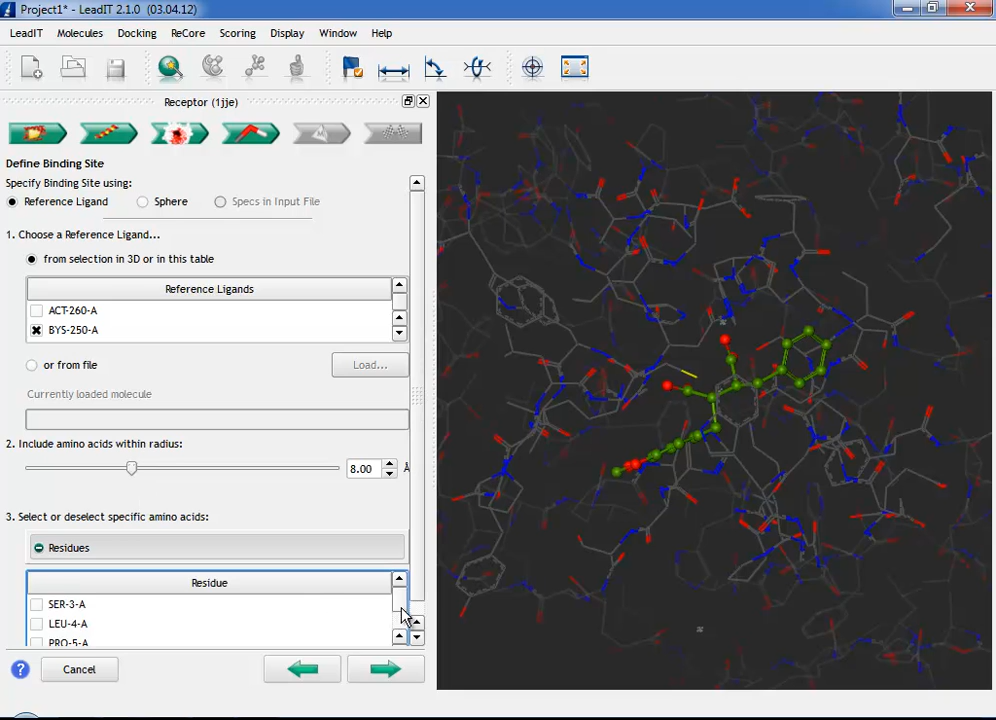 Project1* - LeadIT 2.1.0 (03.04.12)
LeadIT Molecules Docking ReCore Scoring Display Window Help
Receptor (1jje)
Define Binding Site
Specify Binding Site using:
Reference Ligand Sphere Specs in Input File
1. Choose a Reference Ligand...
from selection in 3D or in this table
Reference Ligands
ACT-260-A
BYS-250-A
or from file Load...
Currently loaded molecule
2. Include amino acids within radius:
8.00 Å
3. Select or deselect specific amino acids:
Residues
Residue
SER-3-A
LEU-4-A
PRO-5-A
? Cancel